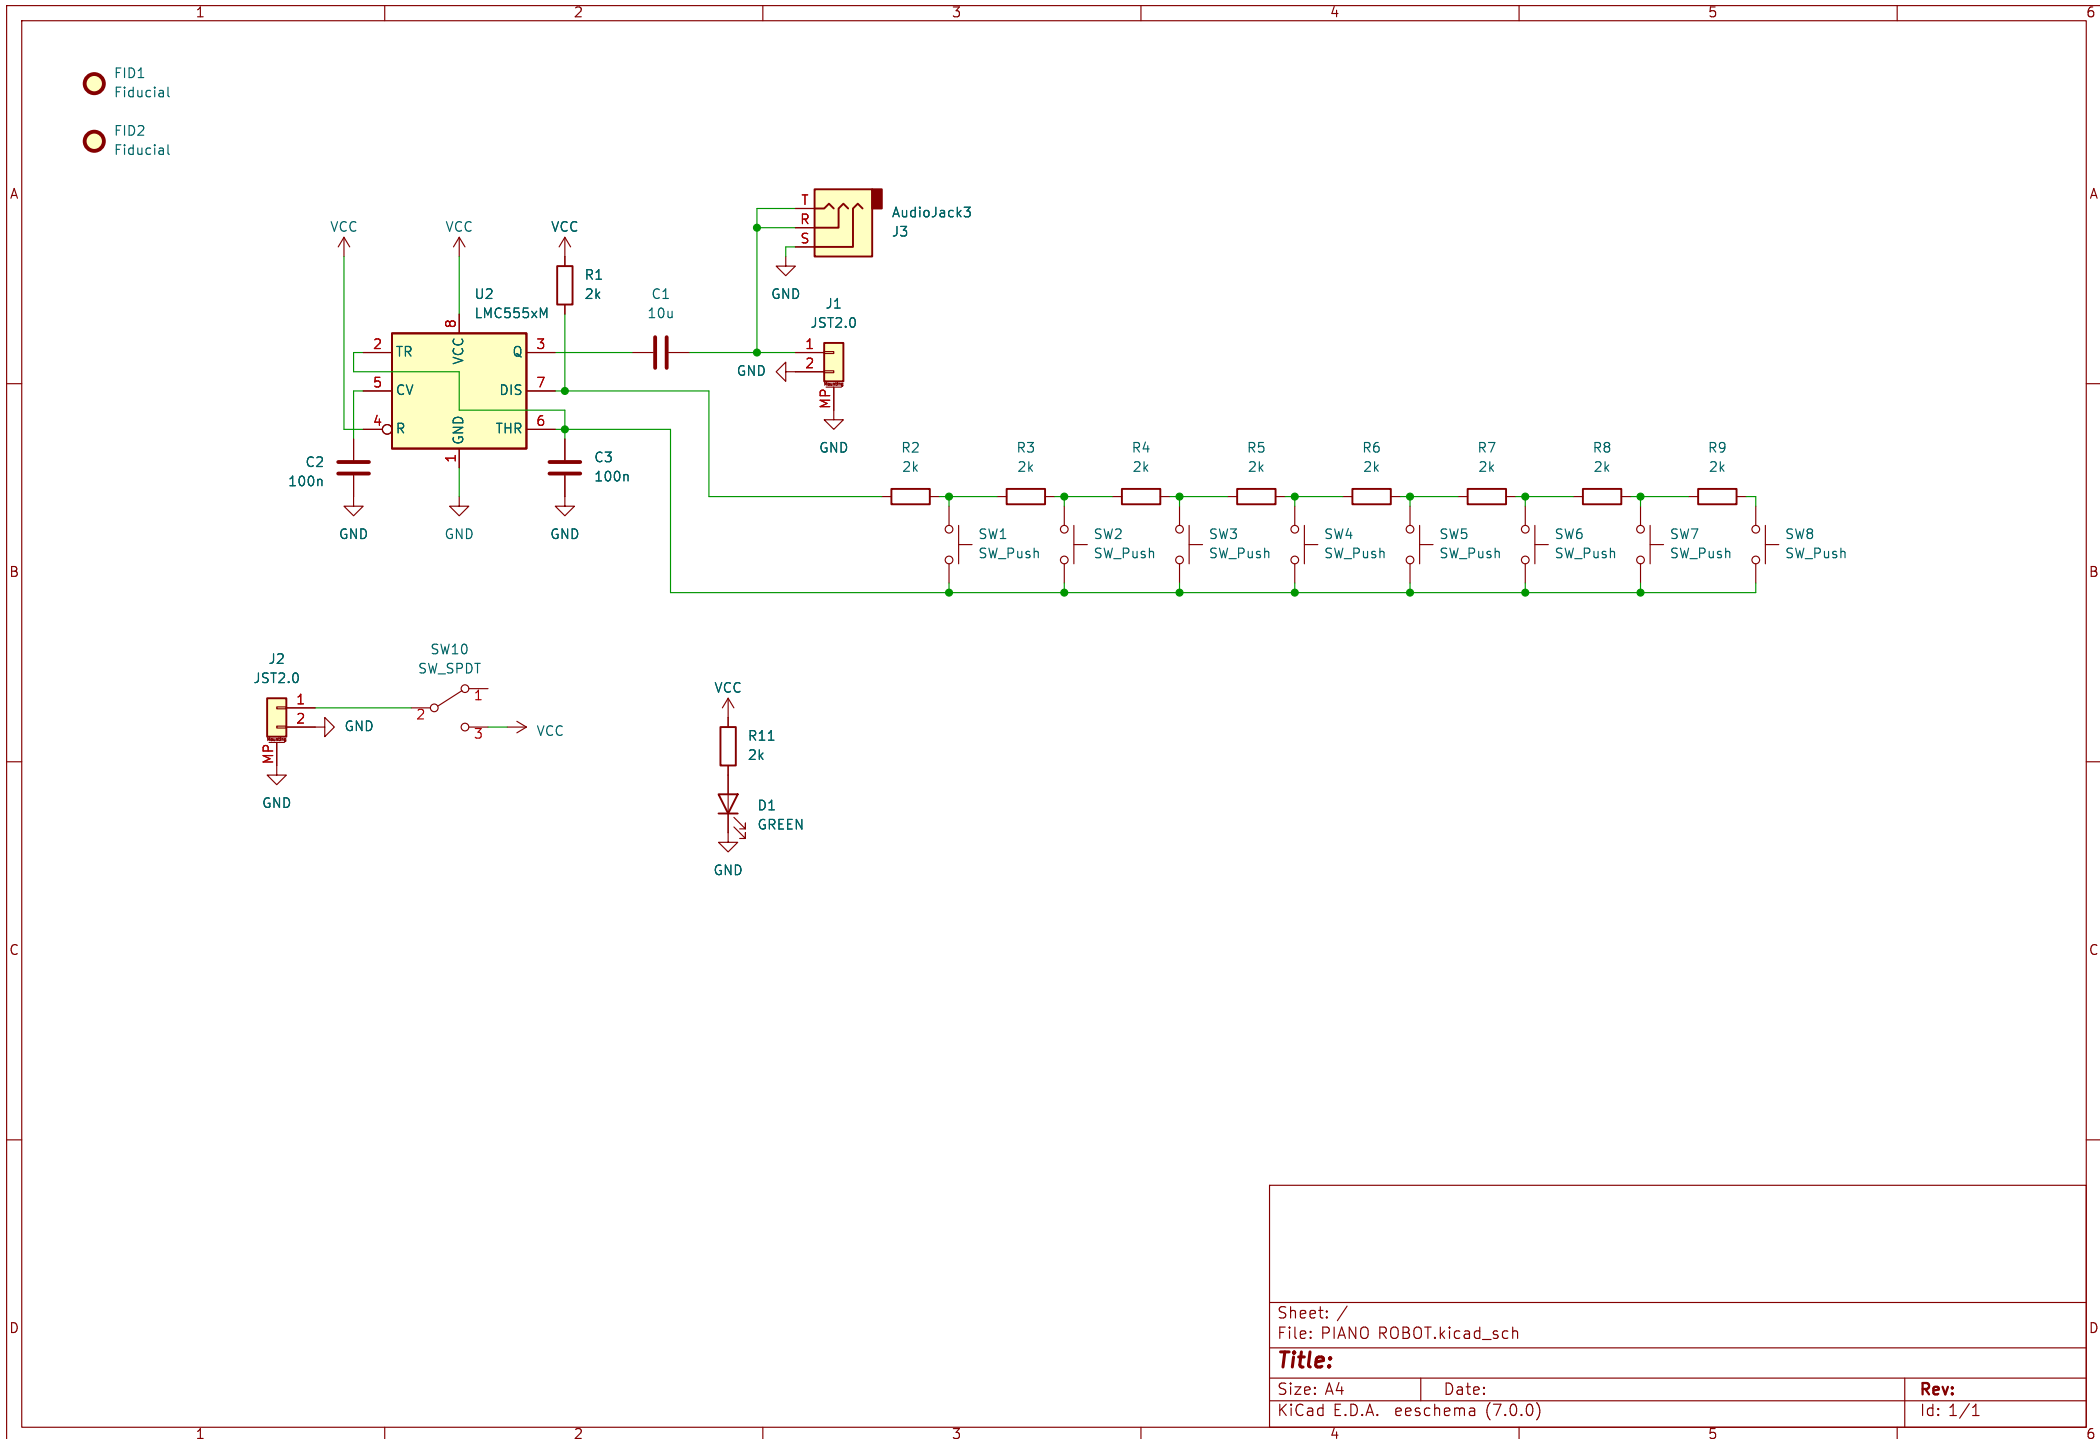 1 2 3 4 5 6
FID1
Fiducial
FID2
Fiducial
A A
T
R
S
AudioJack3
J3
GND
VCC VCC VCC
R1
2k
U2
LMC555xM
8
VCC
2 TR
5 CV
4 R
Q 3
DIS 7
THR 6
GND
1
C1
10u
J1
JST2.0
1
2
GND
MP
GND
C2
100n
GND
GND
C3
100n
GND
R2 R3 R4 R5 R6 R7 R8 R9
2k 2k 2k 2k 2k 2k 2k 2k
SW1 SW2 SW3 SW4 SW5 SW6 SW7 SW8
SW_Push SW_Push SW_Push SW_Push SW_Push SW_Push SW_Push SW_Push
B B
J2
JST2.0
1
2
GND
MP
GND
SW10
SW_SPDT
1
2
3
VCC
VCC
R11
2k
D1
GREEN
GND
C C
Sheet: /
File: PIANO ROBOT.kicad_sch
D D
Title:
Size: A4 Date: Rev:
KiCad E.D.A. eeschema (7.0.0) Id: 1/1
1 2 3 4 5 6